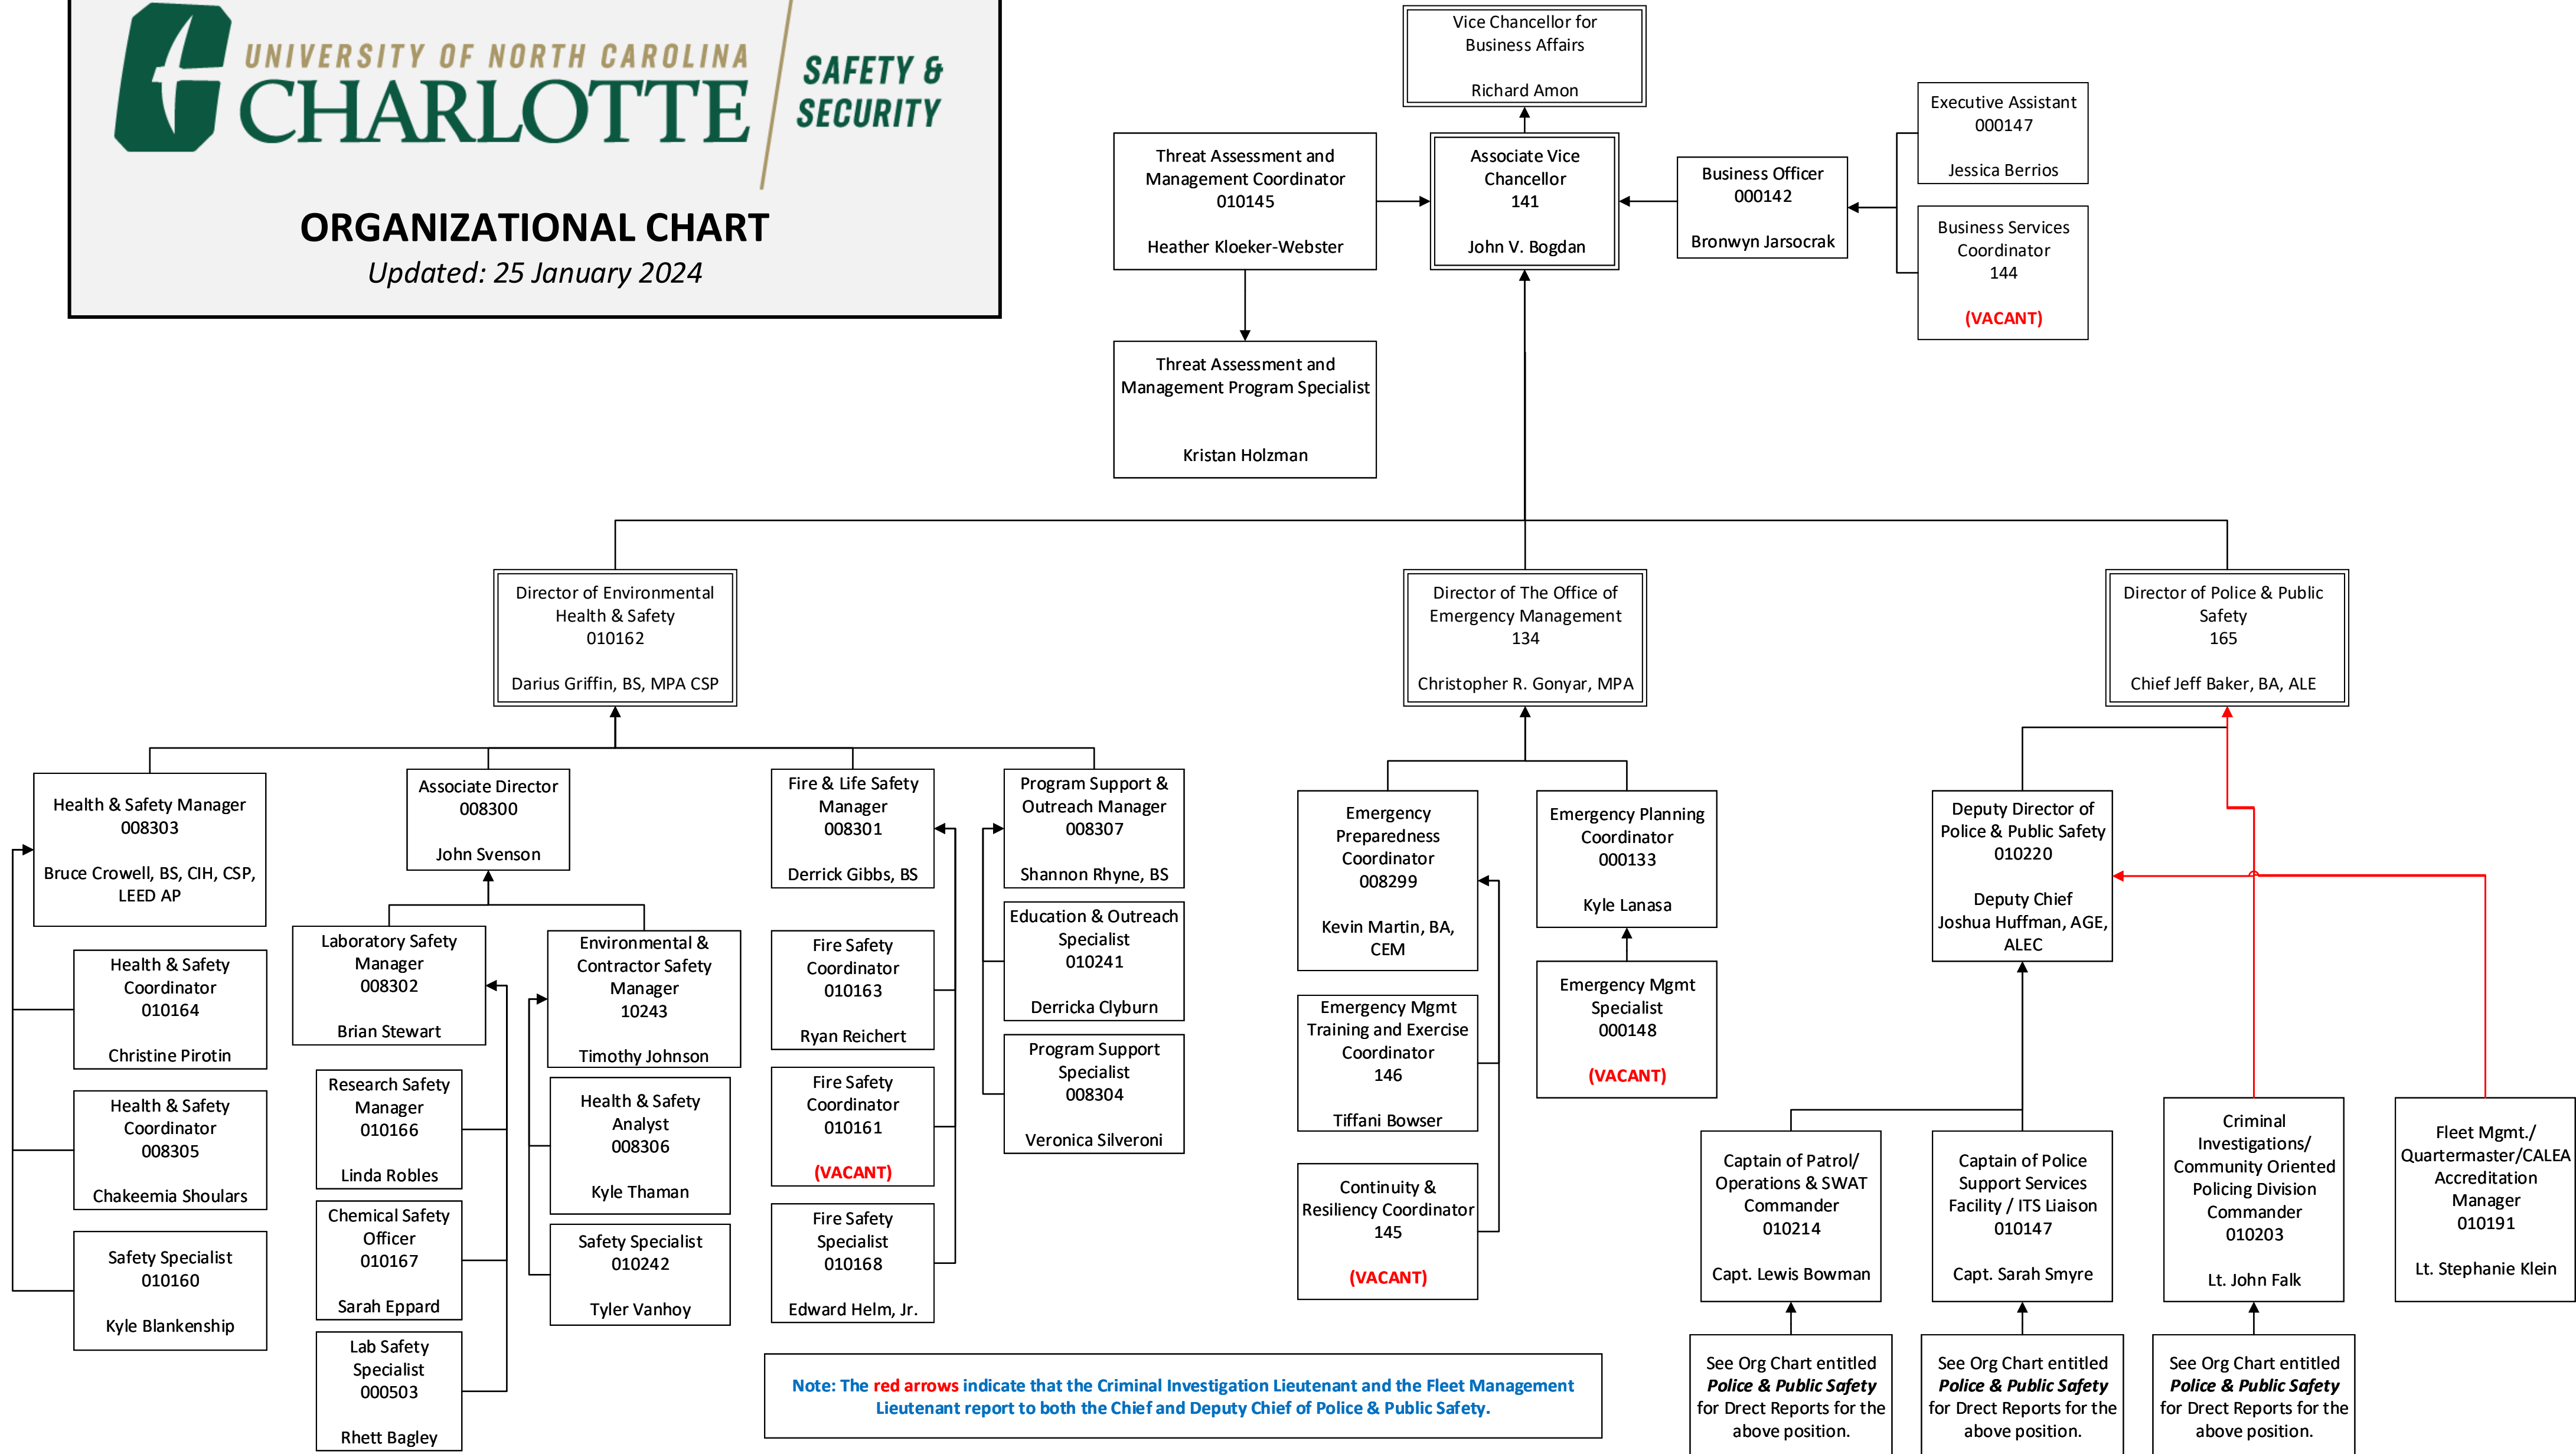 UNIVERSITY OF NORTH CAROLINA
CHARLOTTE
SAFETY &
SECURITY
ORGANIZATIONAL CHART
Updated: 25 January 2024
Vice Chancellor for
Business Affairs
Richard Amon
Threat Assessment and
Management Coordinator
010145
Heather Kloeker-Webster
Associate Vice
Chancellor
141
John V. Bogdan
Business Officer
000142
Bronwyn Jarsocrak
Executive Assistant
000147
Jessica Berrios
Business Services
Coordinator
144
(VACANT)
Threat Assessment and
Management Program Specialist
Kristan Holzman
Director of Environmental
Health & Safety
010162
Darius Griffin, BS, MPA CSP
Director of The Office of
Emergency Management
134
Christopher R. Gonyar, MPA
Director of Police & Public
Safety
165
Chief Jeff Baker, BA, ALE
Health & Safety Manager
008303
Bruce Crowell, BS, CIH, CSP,
LEED AP
Health & Safety
Coordinator
010164
Christine Pirotin
Health & Safety
Coordinator
008305
Chakeemia Shoulars
Safety Specialist
010160
Kyle Blankenship
Associate Director
008300
John Svenson
Laboratory Safety
Manager
008302
Brian Stewart
Research Safety
Manager
010166
Linda Robles
Chemical Safety
Officer
010167
Sarah Eppard
Lab Safety
Specialist
000503
Rhett Bagley
Environmental &
Contractor Safety
Manager
10243
Timothy Johnson
Health & Safety
Analyst
008306
Kyle Thaman
Safety Specialist
010242
Tyler Vanhoy
Fire & Life Safety
Manager
008301
Derrick Gibbs, BS
Fire Safety
Coordinator
010163
Ryan Reichert
Fire Safety
Coordinator
010161
(VACANT)
Fire Safety
Specialist
010168
Edward Helm, Jr.
Program Support &
Outreach Manager
008307
Shannon Rhyne, BS
Education & Outreach
Specialist
010241
Derricka Clyburn
Program Support
Specialist
008304
Veronica Silveroni
Emergency
Preparedness
Coordinator
008299
Kevin Martin, BA,
CEM
Emergency Mgmt
Training and Exercise
Coordinator
146
Tiffani Bowser
Continuity &
Resiliency Coordinator
145
(VACANT)
Emergency Planning
Coordinator
000133
Kyle Lanasa
Emergency Mgmt
Specialist
000148
(VACANT)
Deputy Director of
Police & Public Safety
010220
Deputy Chief
Joshua Huffman, AGE,
ALEC
Captain of Patrol/
Operations & SWAT
Commander
010214
Capt. Lewis Bowman
Captain of Police
Support Services
Facility / ITS Liaison
010147
Capt. Sarah Smyre
Criminal
Investigations/
Community Oriented
Policing Division
Commander
010203
Lt. John Falk
Fleet Mgmt./
Quartermaster/CALEA
Accreditation
Manager
010191
Lt. Stephanie Klein
See Org Chart entitled
Police & Public Safety
for Drect Reports for the
above position.
See Org Chart entitled
Police & Public Safety
for Drect Reports for the
above position.
See Org Chart entitled
Police & Public Safety
for Drect Reports for the
above position.
Note: The red arrows indicate that the Criminal Investigation Lieutenant and the Fleet Management
Lieutenant report to both the Chief and Deputy Chief of Police & Public Safety.